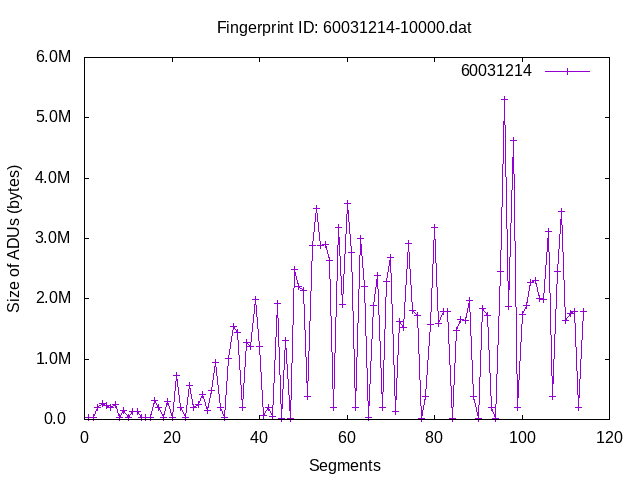 Fingerprint ID: 60031214-10000.dat
60031214
Size of ADUs (bytes)
6.0M
5.0M
4.0M
3.0M
2.0M
1.0M
0.0
0 20 40 60 80 100 120
Segments